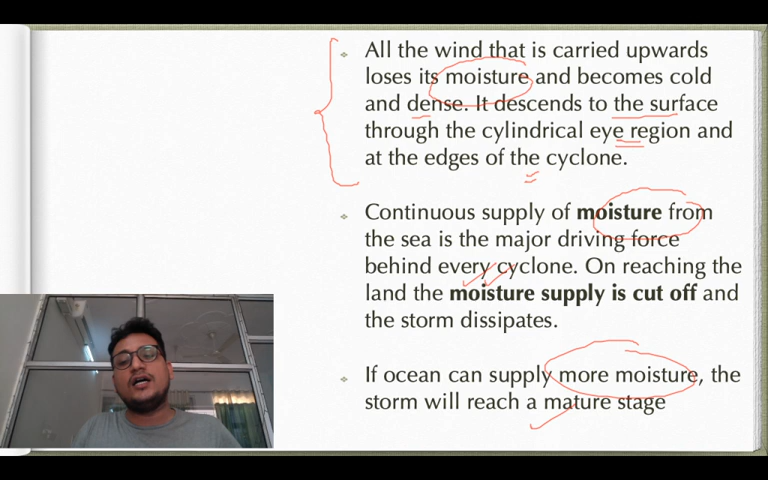 All the wind that is carried upwards
loses its moisture and becomes cold
and dense. It descends to the surface
through the cylindrical eye region and
at the edges of the cyclone.
Continuous supply of moisture from
the sea is the major driving force
behind every cyclone. On reaching the
land the moisture supply is cut off and
the storm dissipates.
If ocean can supply more moisture, the
storm will reach a mature stage